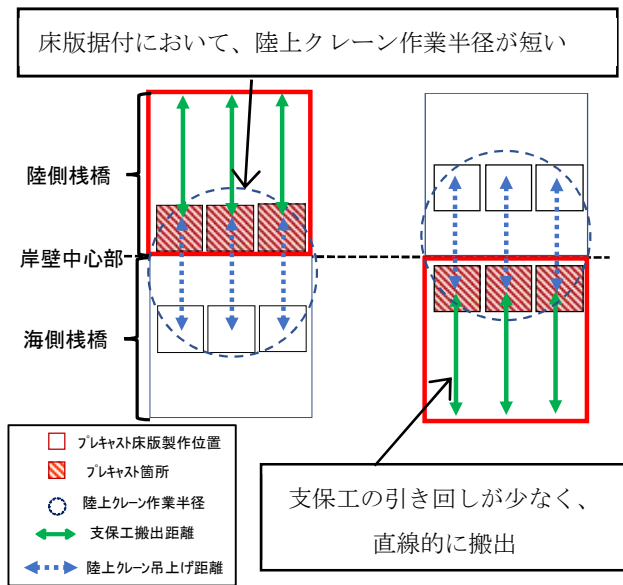 床版据付において、陸上クレーン作業半径が短い
陸側桟橋
岸壁中心部
海側桟橋
プレキャスト床版製作位置
プレキャスト箇所
陸上クレーン作業半径
支保工搬出距離
陸上クレーン吊上げ距離
支保工の引き回しが少なく、
直線的に搬出